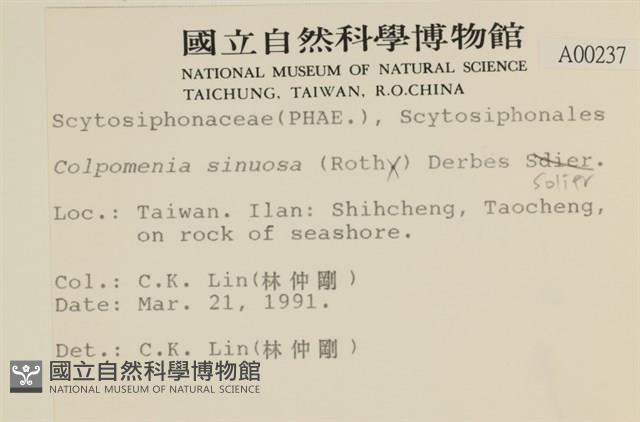 國立自然科學博物館
NATIONAL MUSEUM OF NATURAL SCIENCE
TAICHUNG, TAIWAN, R.O.CHINA
A00237
Scytosiphonaceae(PHAE.), Scytosiphonales
Colpomenia sinuosa (Rothy) Derbes Sdier.
Solier
Loc.: Taiwan. Ilan: Shihcheng, Taocheng,
on rock of seashore.
Col.: C.K. Lin(林仲剛)
Date: Mar. 21, 1991.
Det.: C.K. Lin(林仲剛)
國立自然科學博物館
NATIONAL MUSEUM OF NATURAL SCIENCE